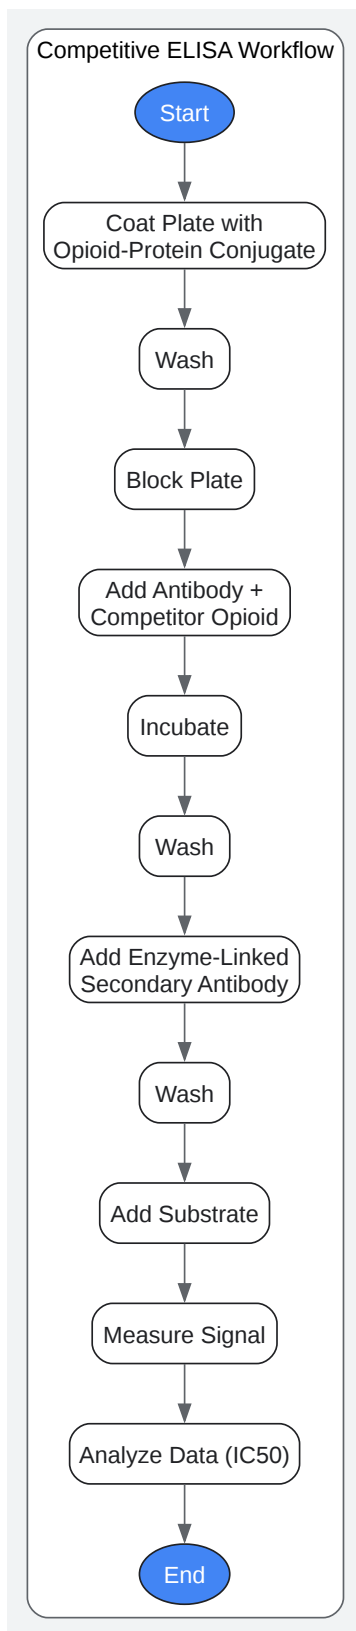 Competitive ELISA Workflow
Start
Coat Plate with
Opioid-Protein Conjugate
Wash
Block Plate
Add Antibody +
Competitor Opioid
Incubate
Wash
Add Enzyme-Linked
Secondary Antibody
Wash
Add Substrate
Measure Signal
Analyze Data (IC50)
End